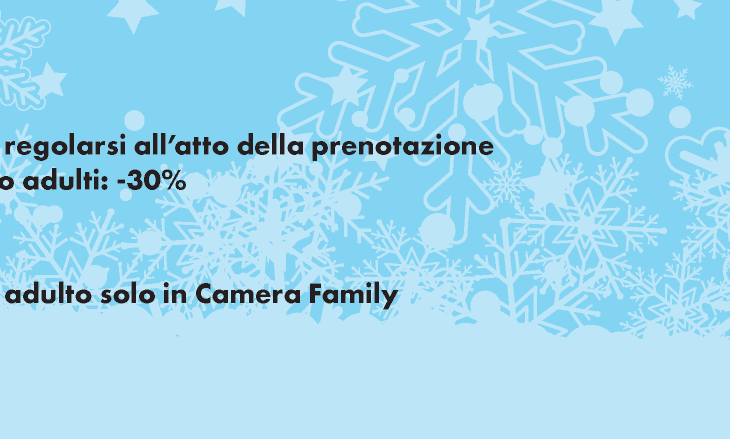 regolarsi all’atto della prenotazione
o adulti: -30%
adulto solo in Camera Family